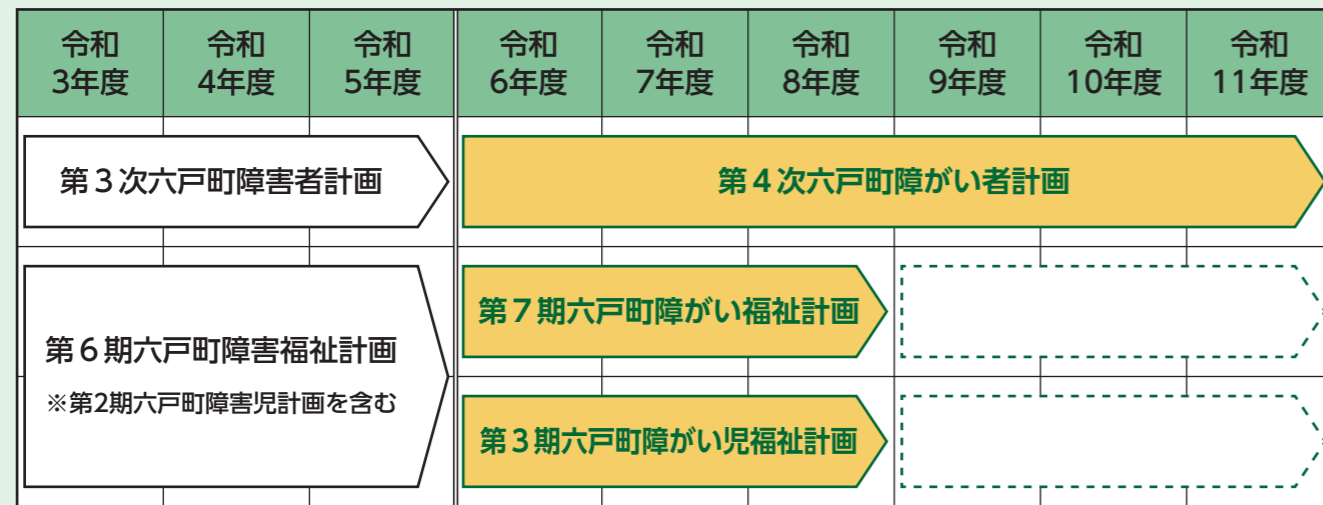 令和
3年度
令和
4年度
令和
5年度
令和
6年度
令和
7年度
令和
8年度
令和
9年度
令和
10年度
令和
11年度
第3次六戸町障害者計画
第4次六戸町障がい者計画
第6期六戸町障害福祉計画
※第2期六戸町障害児計画を含む
第7期六戸町障がい福祉計画
第3期六戸町障がい児福祉計画